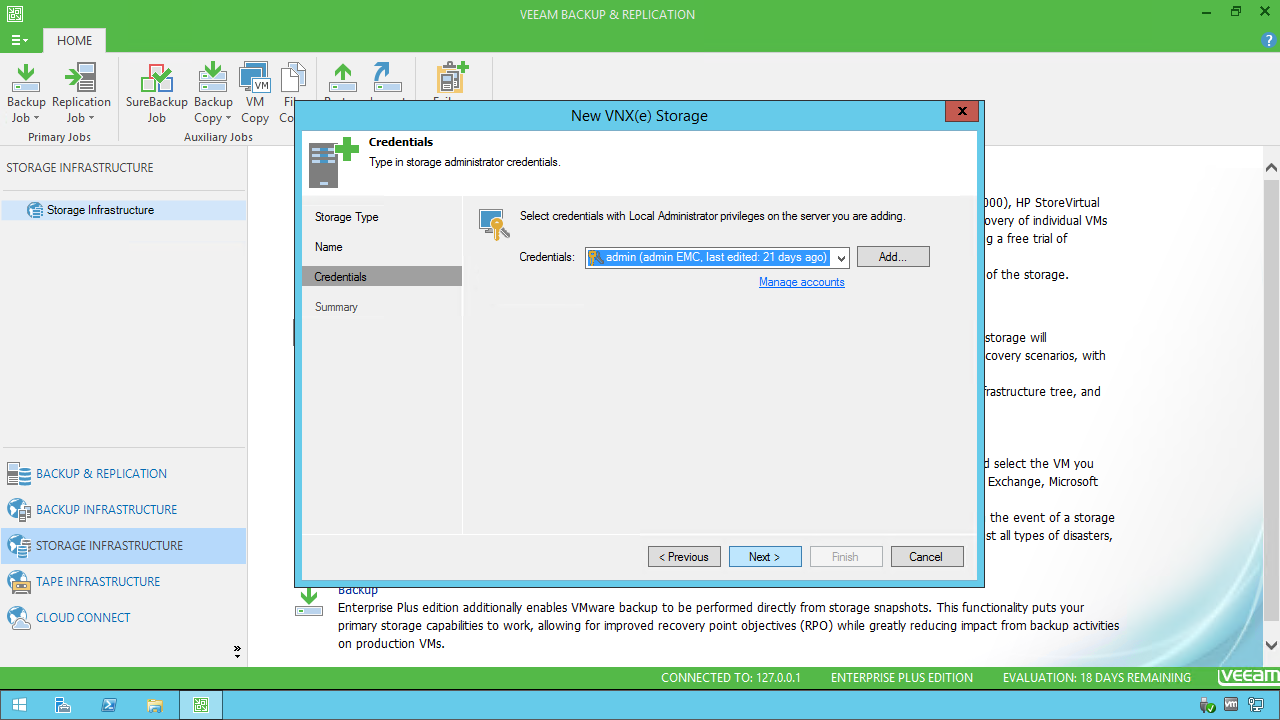 VEEAM BACKUP & REPLICATION
HOME
Backup Job
Replication Job
SureBackup Job
Backup Copy
VM
VM Copy
Primary Jobs
Auxiliary Jobs
New VNX(e) Storage
Credentials
Type in storage administrator credentials.
STORAGE INFRASTRUCTURE
Storage Infrastructure
Storage Type
Name
Credentials
Summary
Select credentials with Local Administrator privileges on the server you are adding.
Credentials:
admin (admin EMC, last edited: 21 days ago)
Add...
Manage accounts
< Previous
Next >
Finish
Cancel
000), HP StoreVirtual
overy of individual VMs
g a free trial of
of the storage.
storage will
covery scenarios, with
frastructure tree, and
d select the VM you
Exchange, Microsoft
the event of a storage
st all types of disasters,
BACKUP & REPLICATION
BACKUP INFRASTRUCTURE
STORAGE INFRASTRUCTURE
TAPE INFRASTRUCTURE
CLOUD CONNECT
Backup
Enterprise Plus edition additionally enables VMware backup to be performed directly from storage snapshots. This functionality puts your
primary storage capabilities to work, allowing for improved recovery point objectives (RPO) while greatly reducing impact from backup activities
on production VMs.
CONNECTED TO: 127.0.0.1
ENTERPRISE PLUS EDITION
EVALUATION: 18 DAYS REMAINING
veeam
vm